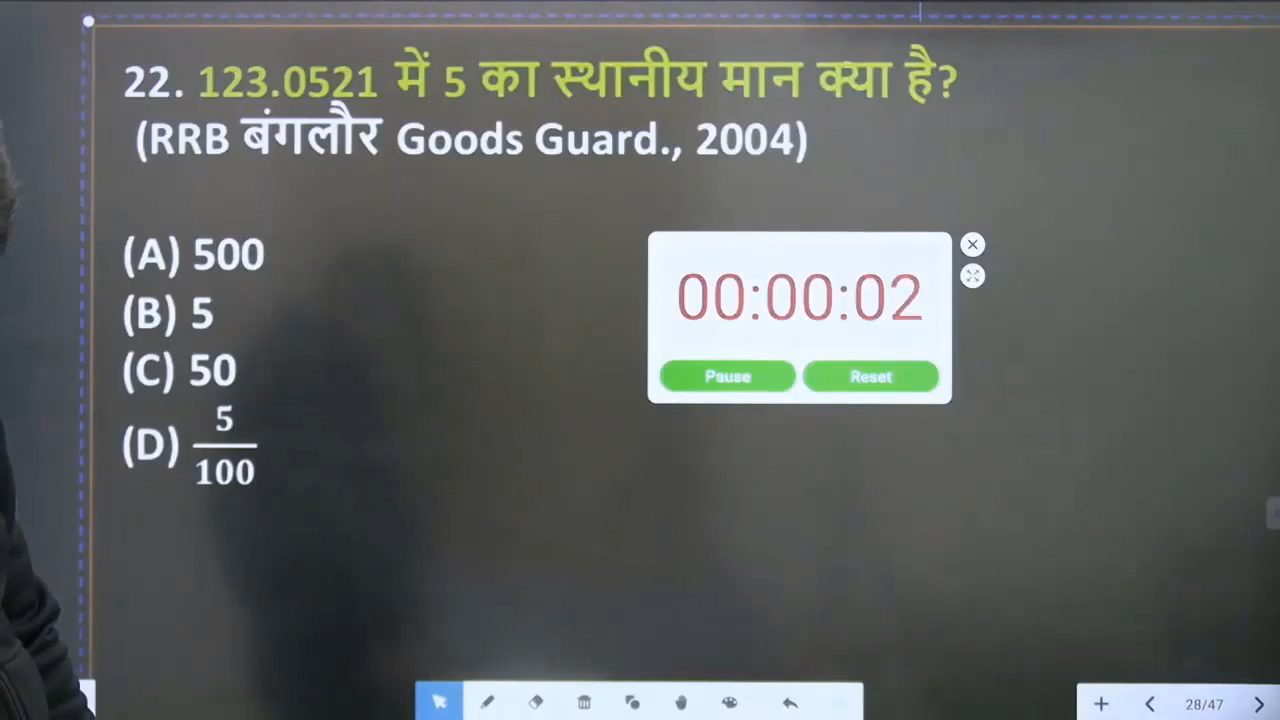 22. 123.0521 में 5 का स्थानीय मान क्या है?
(RRB बंगलौर Goods Guard., 2004)
(A) 500
(B) 5
(C) 50
(D) 5/100
00:00:02
Pause
Reset
28/47